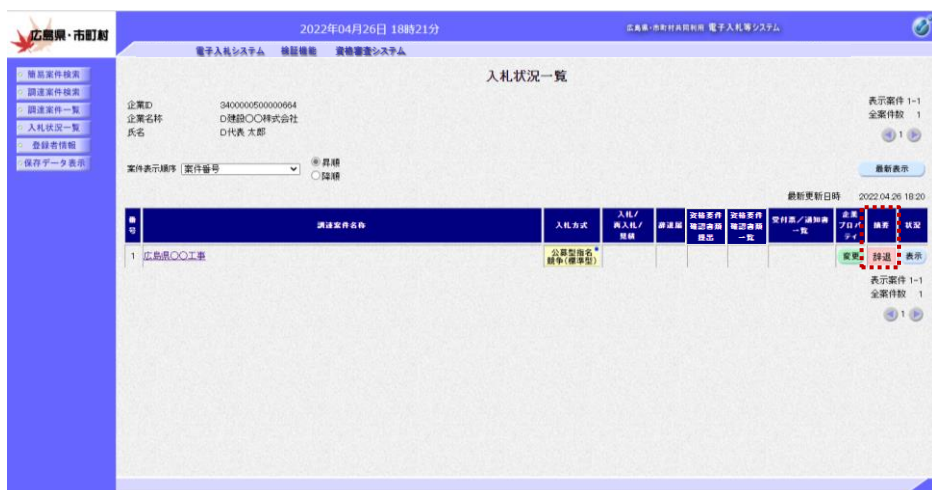 広島県・市町村
2022年04月26日 18時21分
広島県・市町村共同利用 電子入札等システム
電子入札システム 検証機能 資格審査システム
簡易案件検索
調達案件検索
調達案件一覧
入札状況一覧
登録者情報
保存データ表示
入札状況一覧
企業ID 3400000500000664
企業名称 D建設〇〇株式会社
氏名 D代表 太郎
表示案件 1-1
全案件数 1
1
案件表示順序 案件番号
昇順
降順
最新表示
最新更新日時 2022.04.26 18:20
番号 調達案件名称 入札方式 入札/再入札/見積 辞退届 資格要件確認書類提出 資格要件確認書類一覧 受付票/通知書一覧 企業プロパティ 摘要 状況
1 広島県〇〇工事 公募型指名競争(標準型) 変更 辞退 表示
表示案件 1-1
全案件数 1
1